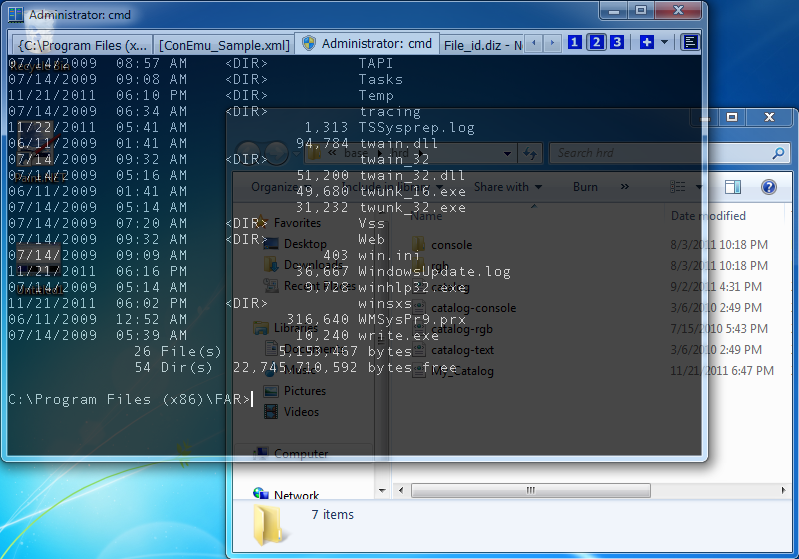 Administrator: cmd
{C:\Program Files (x... [ConEmu_Sample.xml] Administrator: cmd File_id.diz - N 1 2 3
07/14/2009 08:57 AM <DIR> TAPI
07/14/2009 09:08 AM <DIR> Tasks
11/21/2011 06:10 PM <DIR> Temp
07/14/2009 06:34 AM <DIR> tracing
11/22/2011 05:41 AM 1,313 TSSysprep.log
06/11/2009 01:41 AM 94,784 twain.dll
07/14/2009 09:32 AM <DIR> twain_32
07/14/2009 05:16 AM 51,200 twain_32.dll
06/11/2009 01:41 AM 49,680 twunk_16.exe
07/14/2009 05:14 AM 31,232 twunk_32.exe
07/14/2009 07:20 AM <DIR> Vss
07/14/2009 09:32 AM <DIR> Web
07/14/2009 09:09 AM 403 win.ini
11/21/2011 06:16 PM 36,667 WindowsUpdate.log
07/14/2009 05:14 AM 9,728 winhlp32.exe
11/21/2011 06:02 PM <DIR> winsxs
06/11/2009 12:52 AM 316,640 WMSysPr9.prx
07/14/2009 05:39 AM 10,240 write.exe
26 File(s) bytes
54 Dir(s) 22,745,710,592 bytes free
C:\Program Files (x86)\FAR>
base hrd
Search hrd
Organize Include in library Share with Burn »
Favorites
Desktop
Downloads
Recent Places
Libraries
Documents
Music
Pictures
Videos
Computer
Network
Name Date modified
console 8/3/2011 10:18 PM
rgb 8/3/2011 10:18 PM
catalog 9/2/2011 4:31 PM
catalog-console 3/6/2010 2:49 PM
catalog-rgb 7/15/2010 5:43 PM
catalog-text 3/6/2010 2:49 PM
My_Catalog 11/21/2011 6:47 PM
7 items